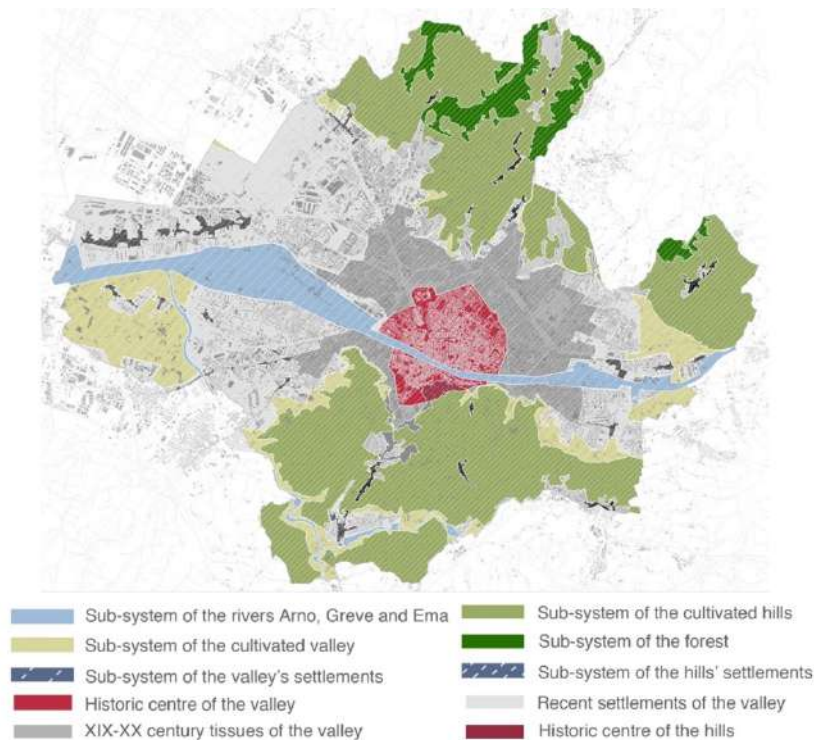 Sub-system of the rivers Arno, Greve and Ema
Sub-system of the cultivated valley
Sub-system of the valley's settlements
Historic centre of the valley
XIX-XX century tissues of the valley
Sub-system of the cultivated hills
Sub-system of the forest
Sub-system of the hills' settlements
Recent settlements of the valley
Historic centre of the hills